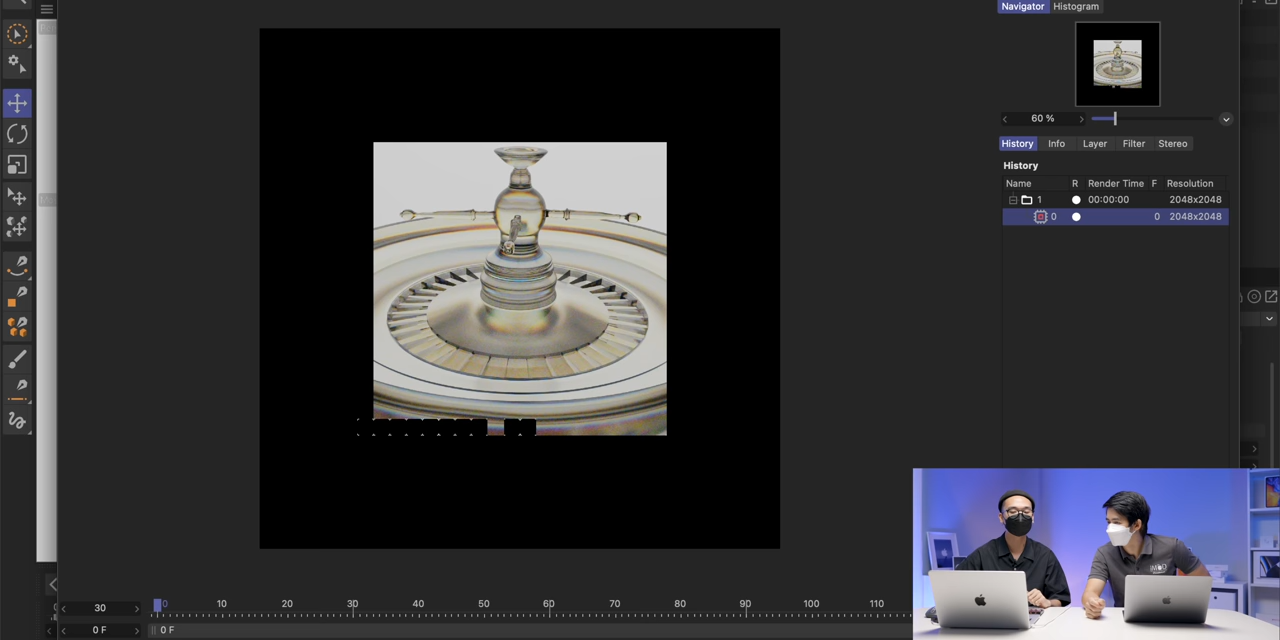 Navigator Histogram
60 %
History Info Layer Filter Stereo
History
Name R Render Time F Resolution
1 00:00:00 2048x2048
0 0 2048x2048
30 0 10 20 30 40 50 60 70 80 90 100 110
0 F 0 F